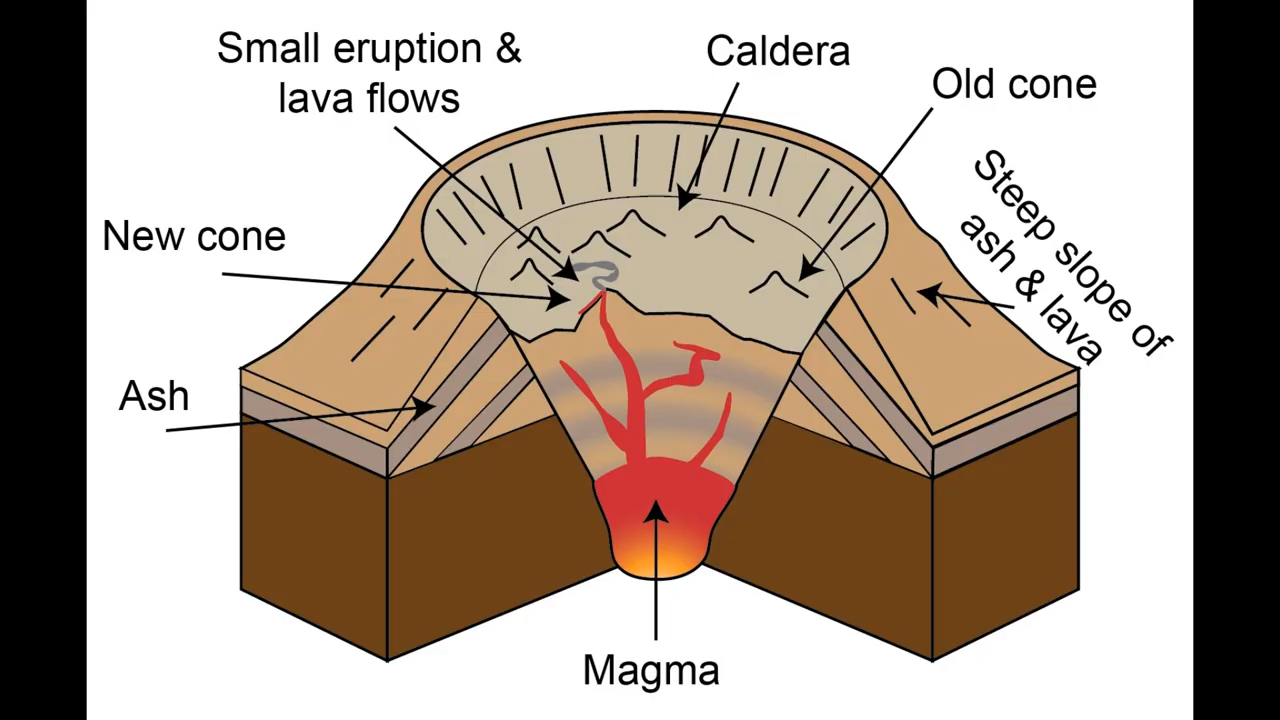 Small eruption &
lava flows
Caldera
Old cone
Steep slope of
ash & lava
New cone
Ash
Magma